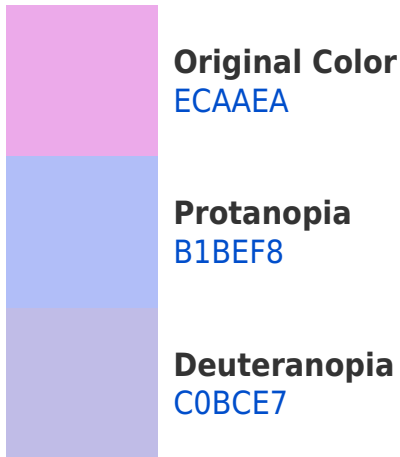 Original Color
ECAAEA
Protanopia
B1BEF8
Deuteranopia
C0BCE7